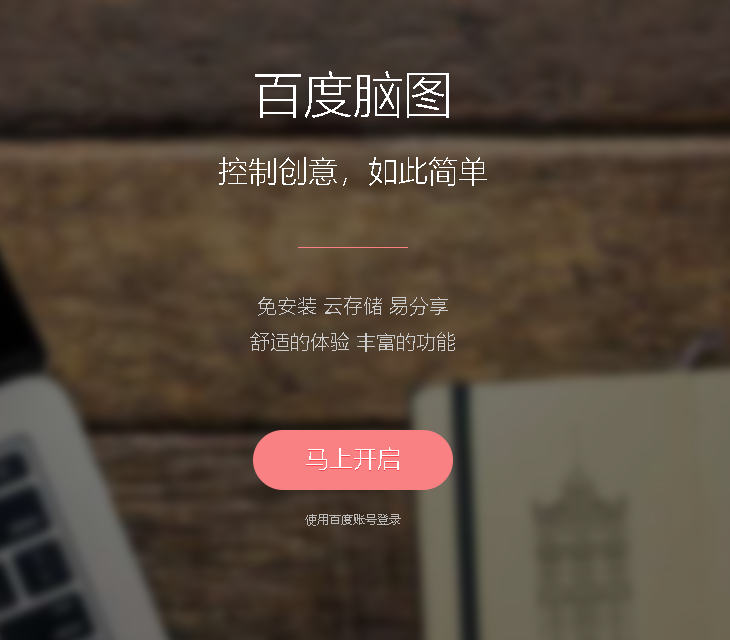 百度脑图
控制创意，如此简单
免安装 云存储 易分享
舒适的体验 丰富的功能
马上开启
使用百度账号登录